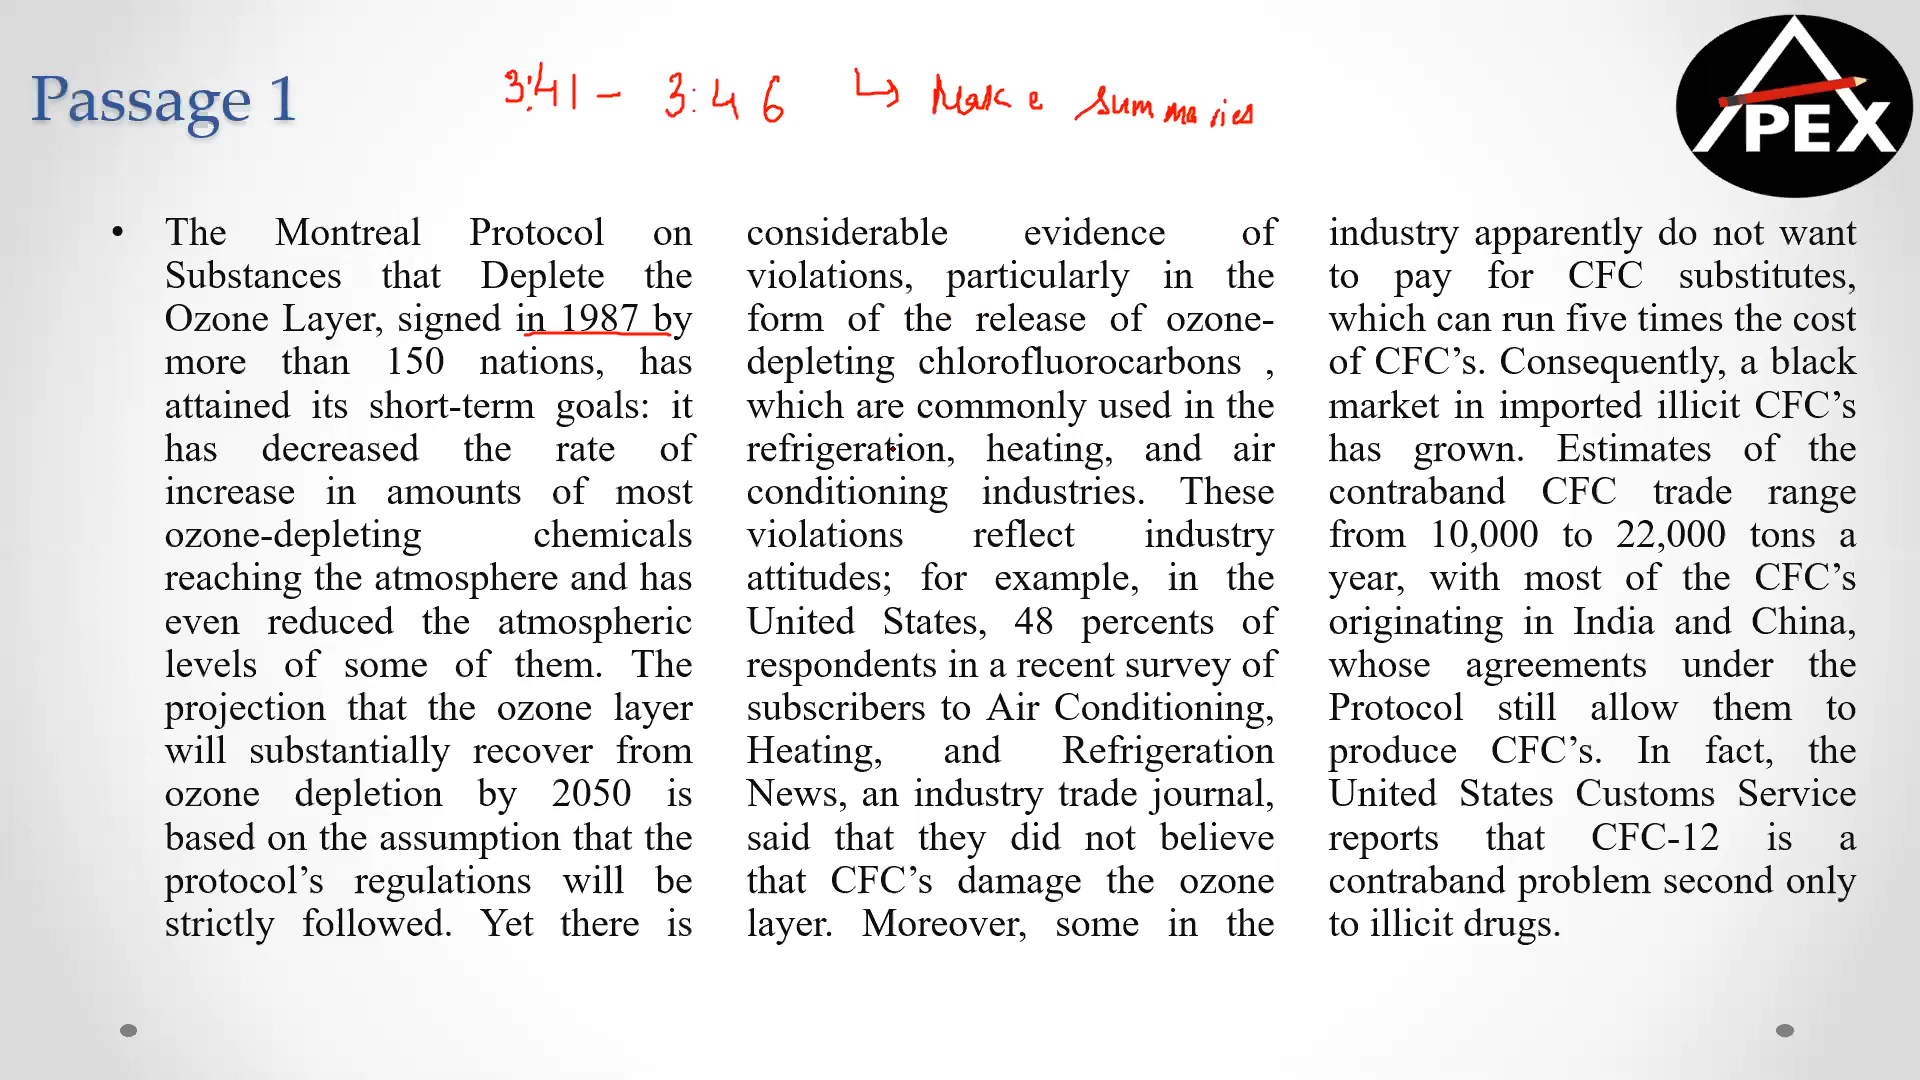 Passage 1
3:41 - 3:46 ↳ Make summaries
APEX
• The Montreal Protocol on
Substances that Deplete the
Ozone Layer, signed in 1987 by
more than 150 nations, has
attained its short-term goals: it
has decreased the rate of
increase in amounts of most
ozone-depleting chemicals
reaching the atmosphere and has
even reduced the atmospheric
levels of some of them. The
projection that the ozone layer
will substantially recover from
ozone depletion by 2050 is
based on the assumption that the
protocol’s regulations will be
strictly followed. Yet there is
considerable evidence of
violations, particularly in the
form of the release of ozone-
depleting chlorofluorocarbons ,
which are commonly used in the
refrigeration, heating, and air
conditioning industries. These
violations reflect industry
attitudes; for example, in the
United States, 48 percents of
respondents in a recent survey of
subscribers to Air Conditioning,
Heating, and Refrigeration
News, an industry trade journal,
said that they did not believe
that CFC’s damage the ozone
layer. Moreover, some in the
industry apparently do not want
to pay for CFC substitutes,
which can run five times the cost
of CFC’s. Consequently, a black
market in imported illicit CFC’s
has grown. Estimates of the
contraband CFC trade range
from 10,000 to 22,000 tons a
year, with most of the CFC’s
originating in India and China,
whose agreements under the
Protocol still allow them to
produce CFC’s. In fact, the
United States Customs Service
reports that CFC-12 is a
contraband problem second only
to illicit drugs.